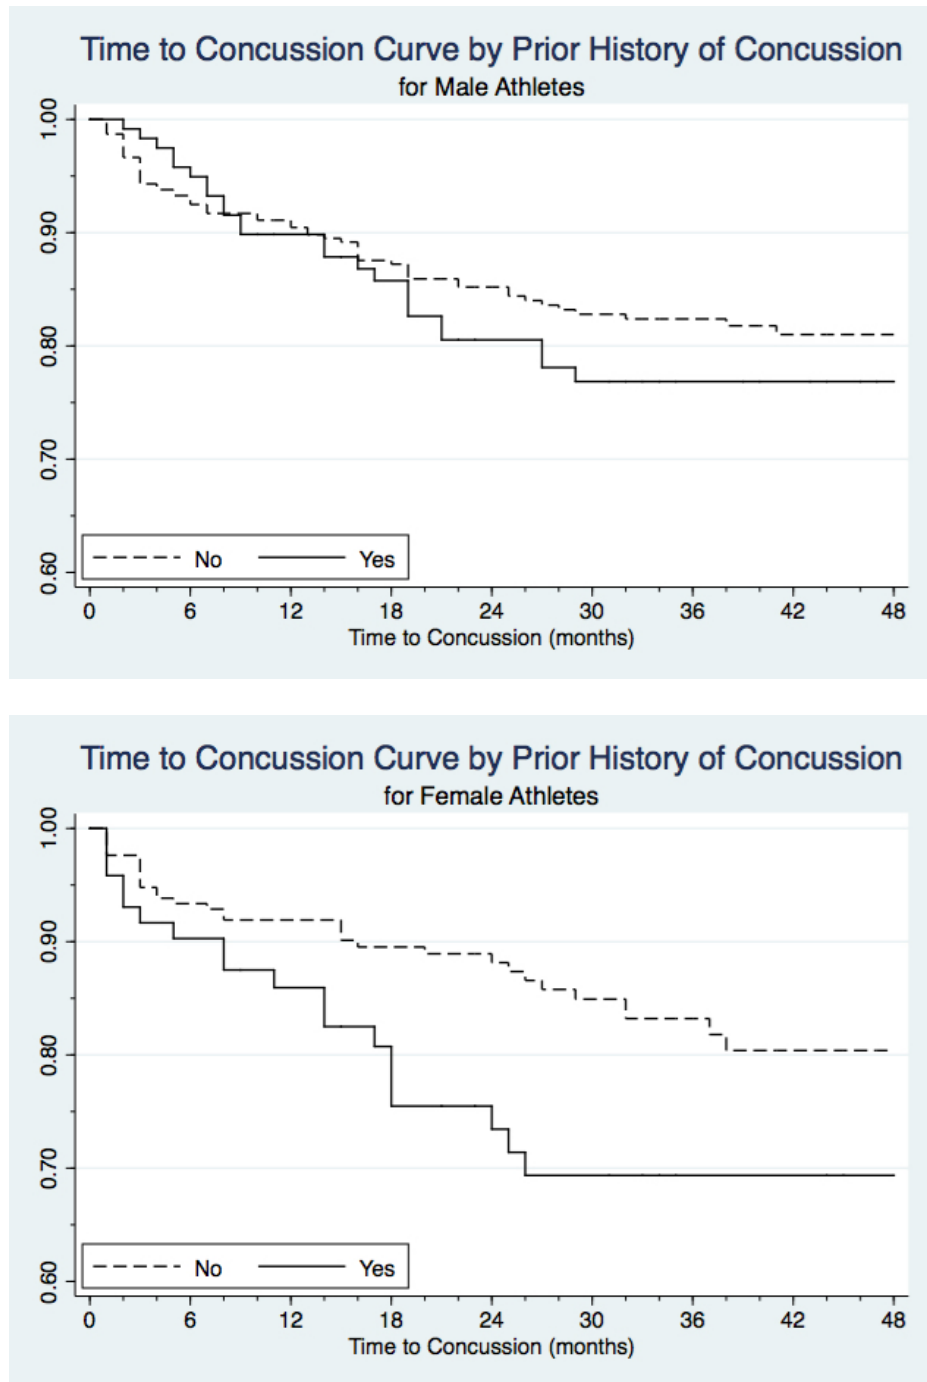 Time to Concussion Curve by Prior History of Concussion
for Male Athletes
1.00
0.90
0.80
0.70
0.60
No Yes
0 6 12 18 24 30 36 42 48
Time to Concussion (months)
Time to Concussion Curve by Prior History of Concussion
for Female Athletes
1.00
0.90
0.80
0.70
0.60
No Yes
0 6 12 18 24 30 36 42 48
Time to Concussion (months)